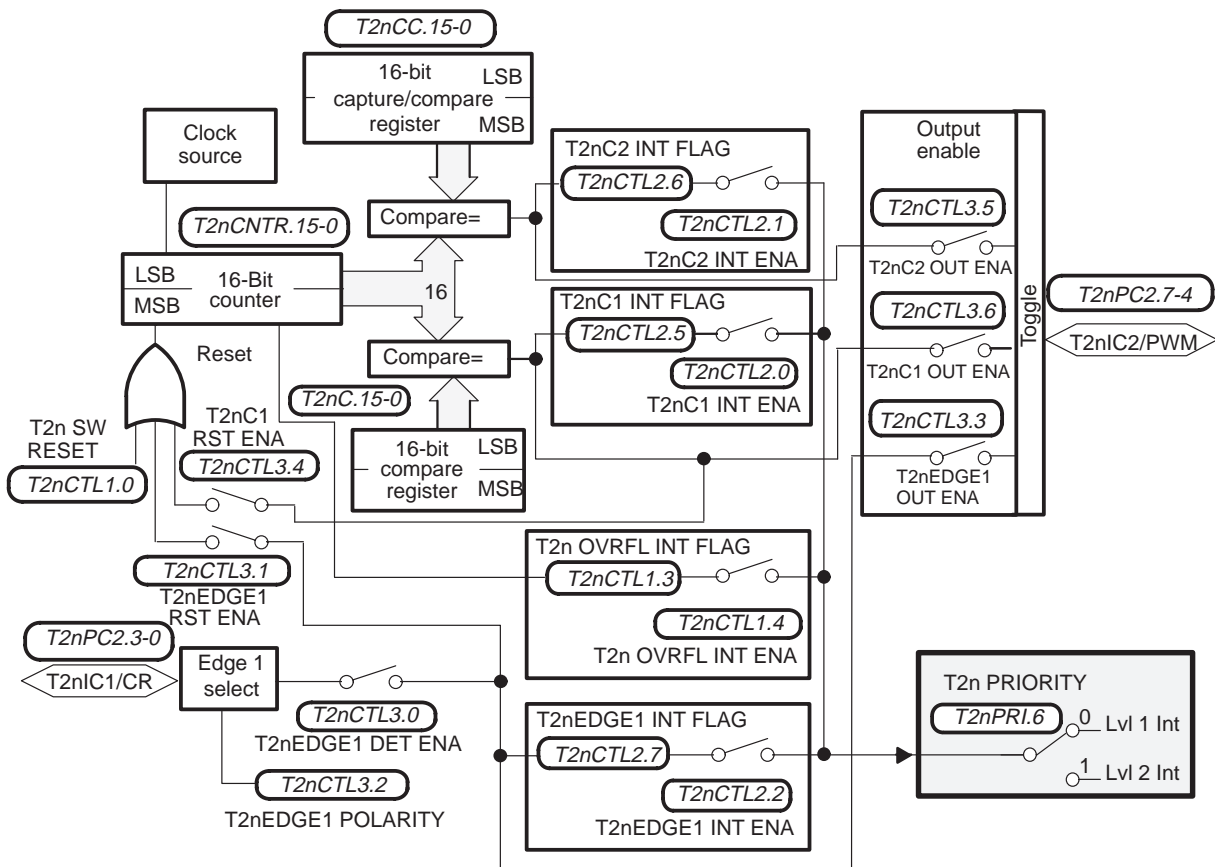 T2nCC.15-0
16-bit
capture/compare
register
LSB
MSB
Clock
source
T2nCNTR.15-0
LSB
MSB
16-Bit
counter
Compare=
16
Compare=
Reset
T2nC.15-0
16-bit
compare
register
LSB
MSB
T2n SW
RESET
T2nCTL1.0
T2nC1
RST ENA
T2nCTL3.4
T2nCTL3.1
T2nEDGE1
RST ENA
T2nPC2.3-0
T2nIC1/CR
Edge 1
select
T2nCTL3.0
T2nEDGE1 DET ENA
T2nCTL3.2
T2nEDGE1 POLARITY
T2nC2 INT FLAG
T2nCTL2.6
T2nCTL2.1
T2nC2 INT ENA
T2nC1 INT FLAG
T2nCTL2.5
T2nCTL2.0
T2nC1 INT ENA
T2n OVRFL INT FLAG
T2nCTL1.3
T2nCTL1.4
T2n OVRFL INT ENA
T2nEDGE1 INT FLAG
T2nCTL2.7
T2nCTL2.2
T2nEDGE1 INT ENA
Output
enable
T2nCTL3.5
T2nC2 OUT ENA
T2nCTL3.6
T2nC1 OUT ENA
T2nCTL3.3
T2nEDGE1
OUT ENA
Toggle
T2nPC2.7-4
T2nIC2/PWM
T2n PRIORITY
T2nPRI.6
0 Lvl 1 Int
1 Lvl 2 Int